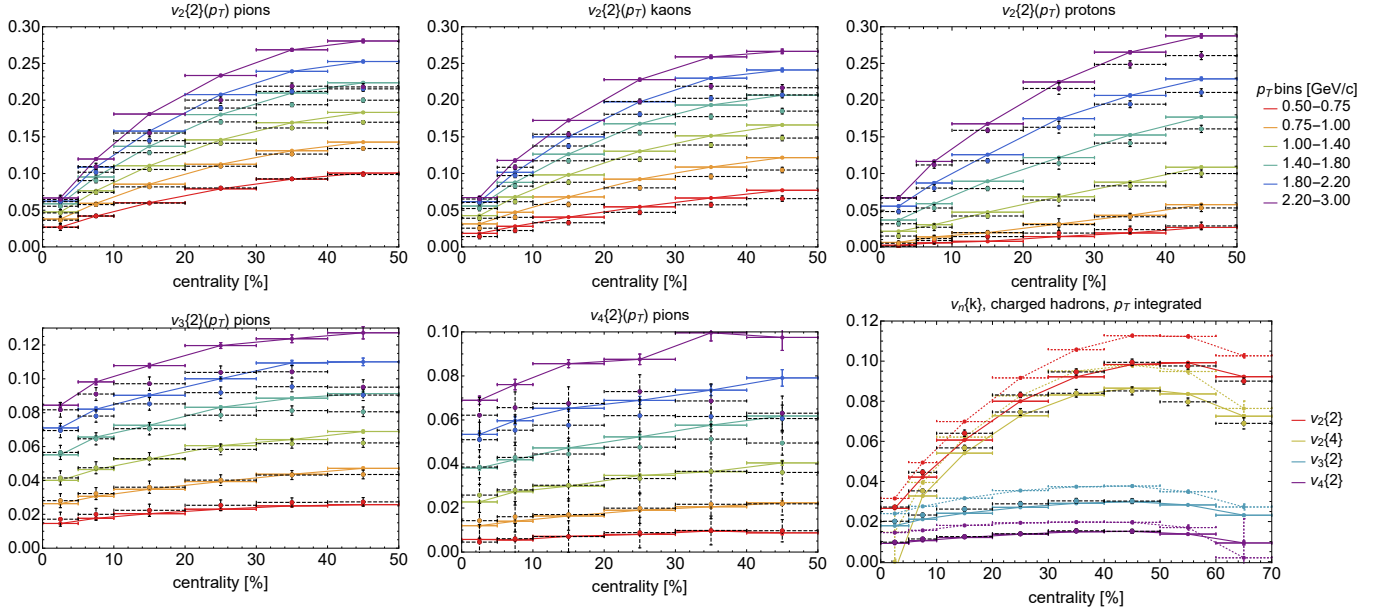 v₂{2}(p_T) pions
0.30
0.25
0.20
0.15
0.10
0.05
0.00
0 10 20 30 40 50
centrality [%]
v₂{2}(p_T) kaons
0.30
0.25
0.20
0.15
0.10
0.05
0.00
0 10 20 30 40 50
centrality [%]
v₂{2}(p_T) protons
0.30
0.25
0.20
0.15
0.10
0.05
0.00
0 10 20 30 40 50
centrality [%]
p_T bins [GeV/c]
0.50–0.75
0.75–1.00
1.00–1.40
1.40–1.80
1.80–2.20
2.20–3.00
v₃{2}(p_T) pions
0.12
0.10
0.08
0.06
0.04
0.02
0.00
0 10 20 30 40 50
centrality [%]
v₄{2}(p_T) pions
0.10
0.08
0.06
0.04
0.02
0.00
0 10 20 30 40 50
centrality [%]
vₙ{k}, charged hadrons, p_T integrated
0.12
0.10
0.08
0.06
0.04
0.02
0.00
0 10 20 30 40 50 60 70
centrality [%]
v₂{2}
v₂{4}
v₃{2}
v₄{2}